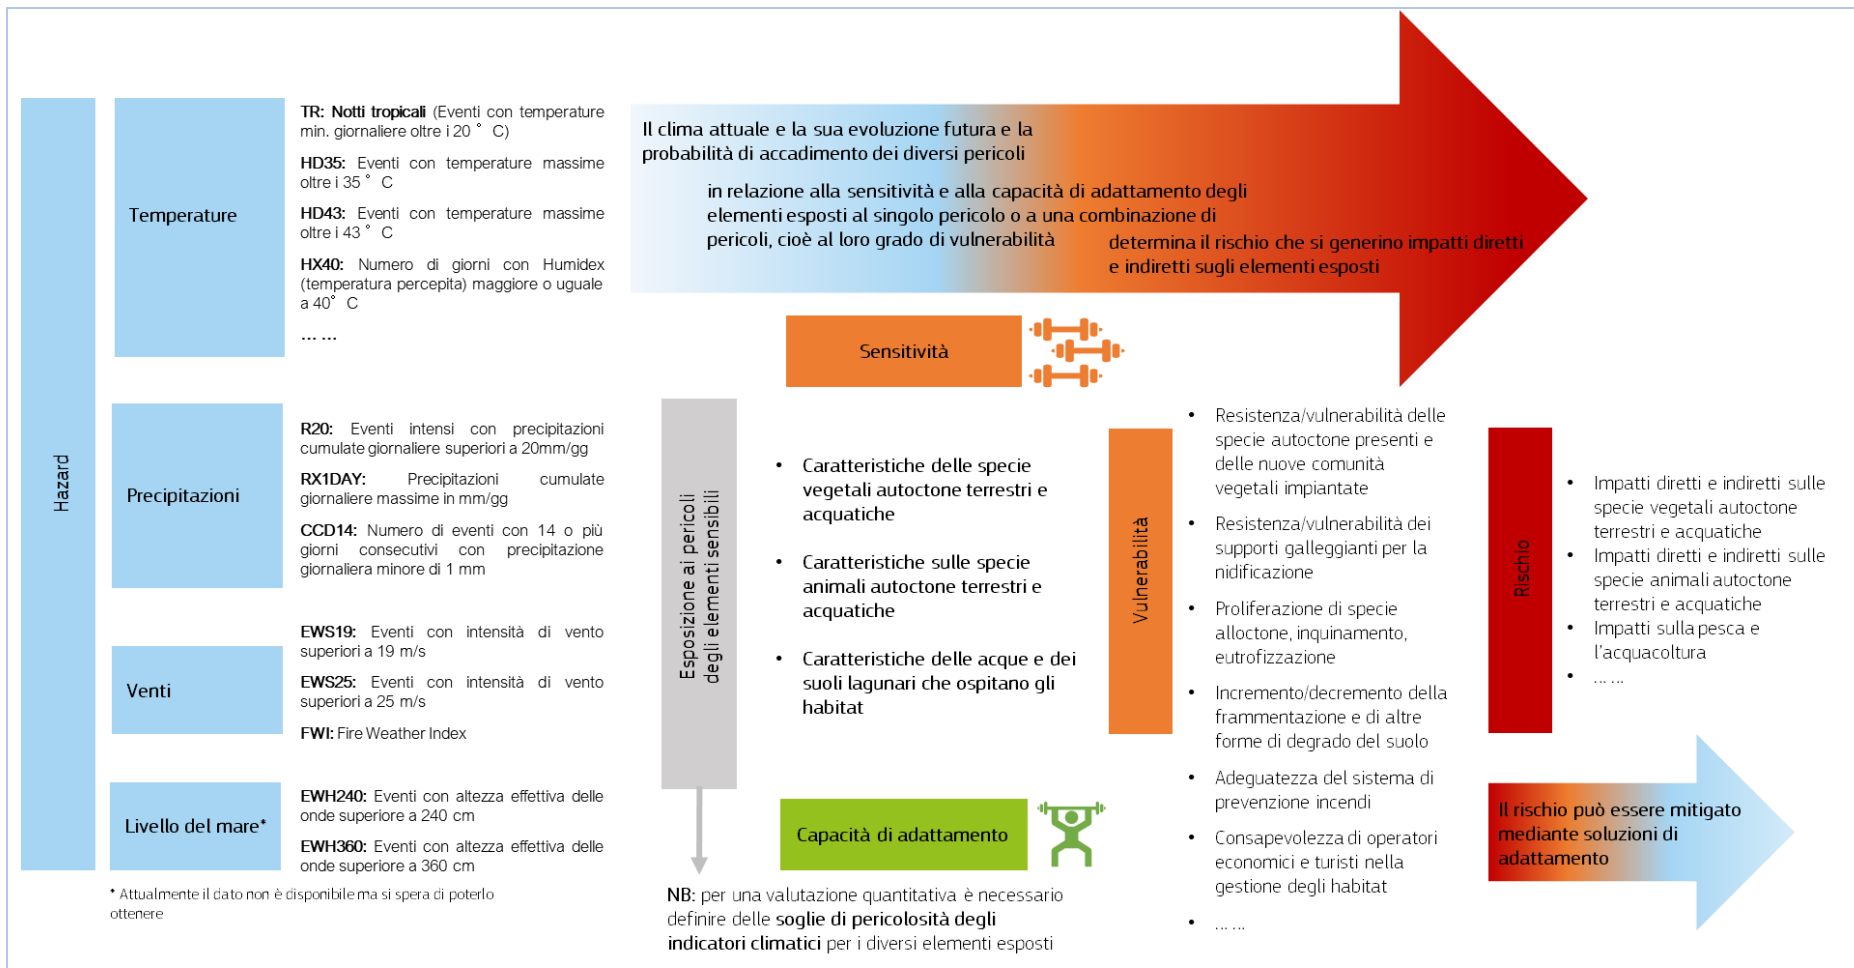 Hazard
Temperature
TR: Notti tropicali (Eventi con temperature
min. giornaliere oltre i 20 ° C)
HD35: Eventi con temperature massime
oltre i 35 ° C
HD43: Eventi con temperature massime
oltre i 43 ° C
HX40: Numero di giorni con Humidex
(temperatura percepita) maggiore o uguale
a 40° C
... ...
Precipitazioni
R20: Eventi intensi con precipitazioni
cumulate giornaliere superiori a 20mm/gg
RX1DAY: Precipitazioni cumulate
giornaliere massime in mm/gg
CCD14: Numero di eventi con 14 o più
giorni consecutivi con precipitazione
giornaliera minore di 1 mm
Venti
EWS19: Eventi con intensità di vento
superiori a 19 m/s
EWS25: Eventi con intensità di vento
superiori a 25 m/s
FWI: Fire Weather Index
Livello del mare*
EWH240: Eventi con altezza effettiva delle
onde superiore a 240 cm
EWH360: Eventi con altezza effettiva delle
onde superiore a 360 cm
* Attualmente il dato non è disponibile ma si spera di poterlo
ottenere
Il clima attuale e la sua evoluzione futura e la
probabilità di accadimento dei diversi pericoli
in relazione alla sensitività e alla capacità di adattamento degli
elementi esposti al singolo pericolo o a una combinazione di
pericoli, cioè al loro grado di vulnerabilità
determina il rischio che si generino impatti diretti
e indiretti sugli elementi esposti
Sensitività
Esposizione ai pericoli
degli elementi sensibili
• Caratteristiche delle specie
vegetali autoctone terrestri e
acquatiche
• Caratteristiche sulle specie
animali autoctone terrestri e
acquatiche
• Caratteristiche delle acque e dei
suoli lagunari che ospitano gli
habitat
Capacità di adattamento
NB: per una valutazione quantitativa è necessario
definire delle soglie di pericolosità degli
indicatori climatici per i diversi elementi esposti
Vulnerabilità
• Resistenza/vulnerabilità delle
specie autoctone presenti e
delle nuove comunità
vegetali impiantate
• Resistenza/vulnerabilità dei
supporti galleggianti per la
nidificazione
• Proliferazione di specie
alloctone, inquinamento,
eutrofizzazione
• Incremento/decremento della
frammentazione e di altre
forme di degrado del suolo
• Adeguatezza del sistema di
prevenzione incendi
• Consapevolezza di operatori
economici e turisti nella
gestione degli habitat
• ... ...
Rischio
• Impatti diretti e indiretti sulle
specie vegetali autoctone
terrestri e acquatiche
• Impatti diretti e indiretti sulle
specie animali autoctone
terrestri e acquatiche
• Impatti sulla pesca e
l'acquacoltura
• ... ...
Il rischio può essere mitigato
mediante soluzioni di
adattamento